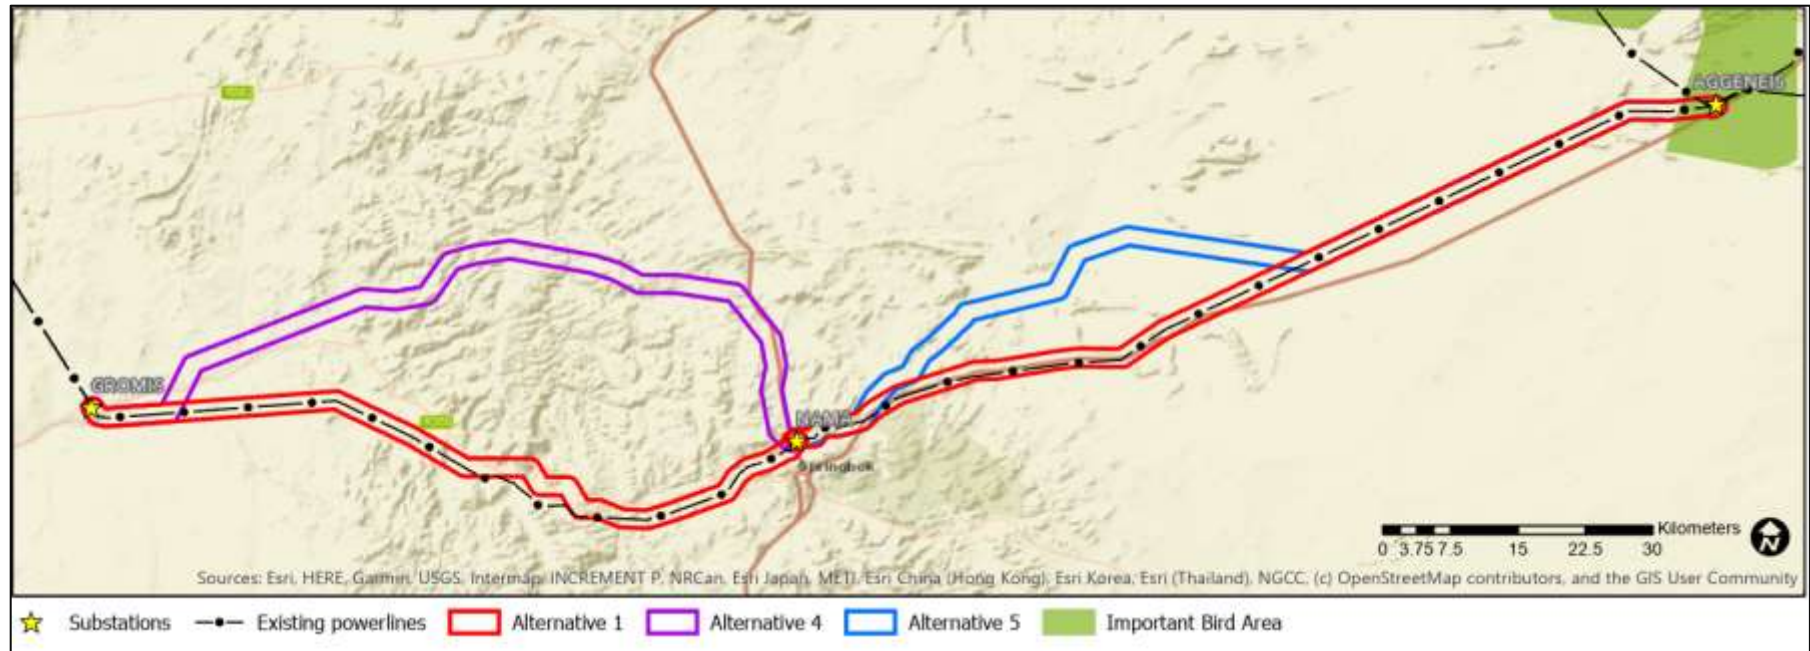 AGGENEIS
GROMIS
NAMA
Springbok
Kilometers
0 3.75 7.5 15 22.5 30
N
Sources: Esri, HERE, Garmin, USGS, Intermap, INCREMENT P, NRCan, Esri Japan, METI, Esri China (Hong Kong), Esri Korea, Esri (Thailand), NGCC, (c) OpenStreetMap contributors, and the GIS User Community
Substations Existing powerlines Alternative 1 Alternative 4 Alternative 5 Important Bird Area